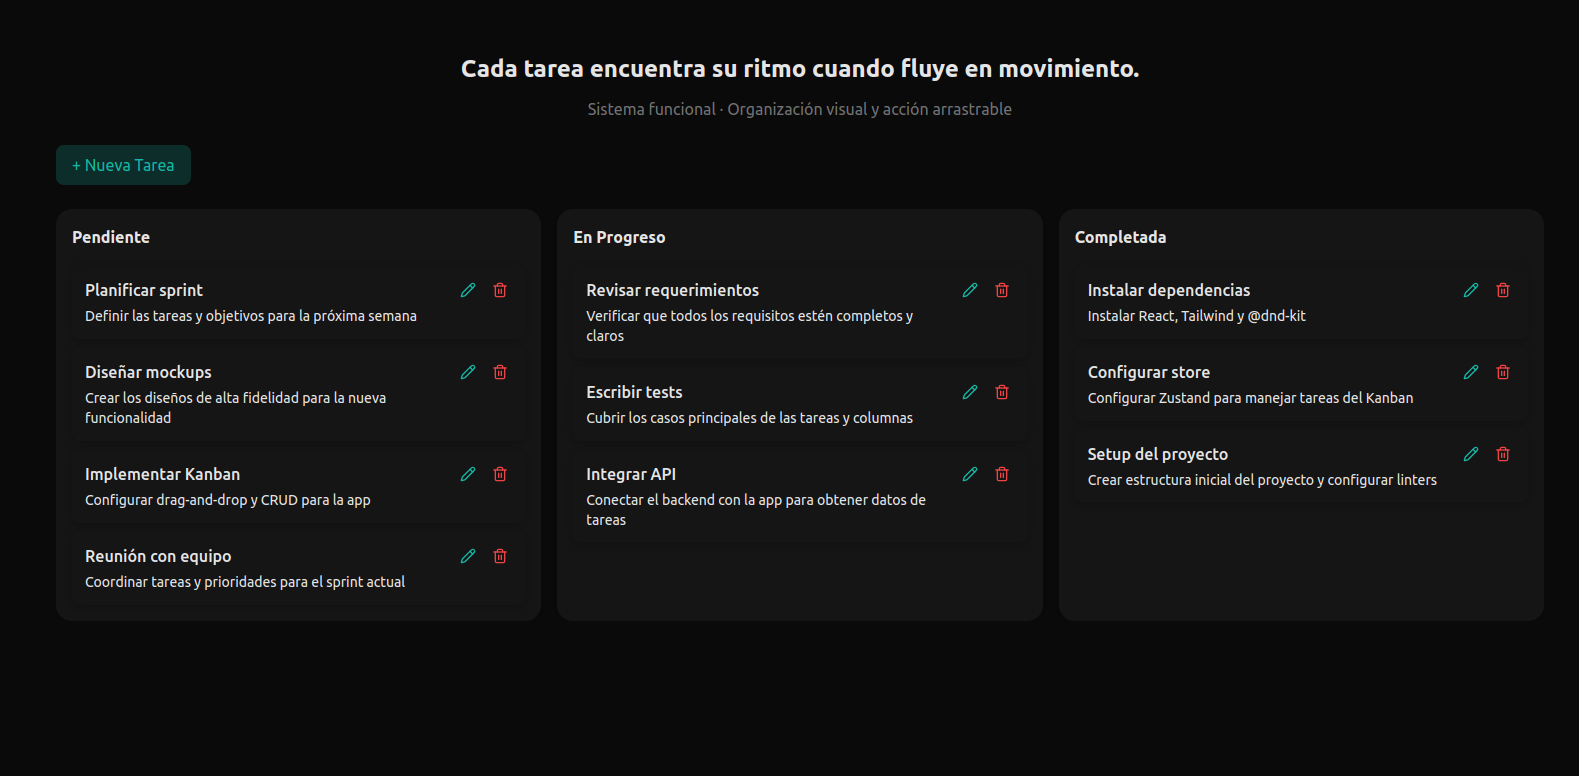 Cada tarea encuentra su ritmo cuando fluye en movimiento.
Sistema funcional · Organización visual y acción arrastrable
+ Nueva Tarea
Pendiente
Planificar sprint
Definir las tareas y objetivos para la próxima semana
Diseñar mockups
Crear los diseños de alta fidelidad para la nueva
funcionalidad
Implementar Kanban
Configurar drag-and-drop y CRUD para la app
Reunión con equipo
Coordinar tareas y prioridades para el sprint actual
En Progreso
Revisar requerimientos
Verificar que todos los requisitos estén completos y
claros
Escribir tests
Cubrir los casos principales de las tareas y columnas
Integrar API
Conectar el backend con la app para obtener datos de
tareas
Completada
Instalar dependencias
Instalar React, Tailwind y @dnd-kit
Configurar store
Configurar Zustand para manejar tareas del Kanban
Setup del proyecto
Crear estructura inicial del proyecto y configurar linters